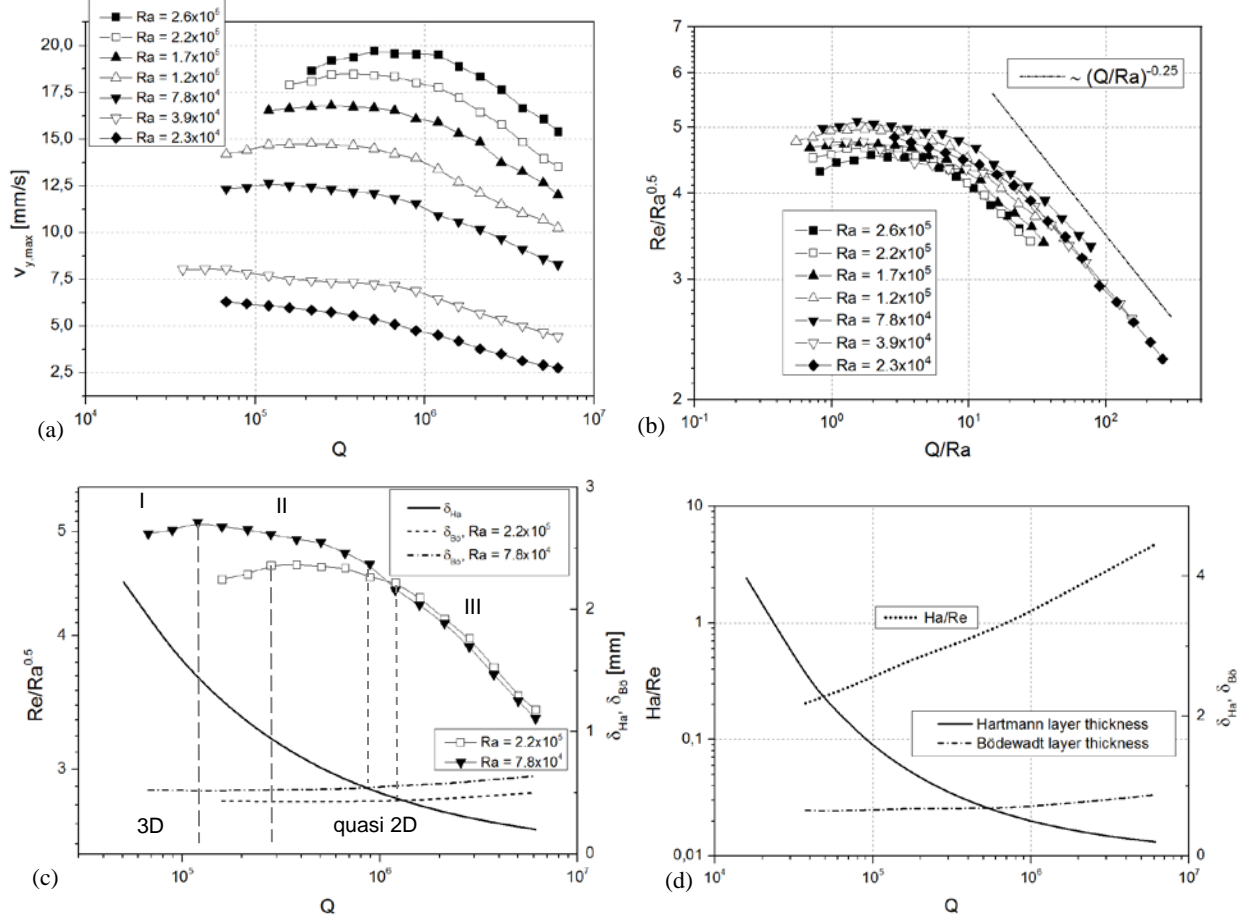 Ra = 2.6x10⁵
Ra = 2.2x10⁵
Ra = 1.7x10⁵
Ra = 1.2x10⁵
Ra = 7.8x10⁴
Ra = 3.9x10⁴
Ra = 2.3x10⁴
20,0
17,5
15,0
12,5
10,0
7,5
5,0
2,5
v_y,max [mm/s]
10⁴
10⁵
10⁶
10⁷
Q
(a)
7
6
5
4
3
2
Re/Ra^0.5
~ (Q/Ra)^-0.25
Ra = 2.6x10⁵
Ra = 2.2x10⁵
Ra = 1.7x10⁵
Ra = 1.2x10⁵
Ra = 7.8x10⁴
Ra = 3.9x10⁴
Ra = 2.3x10⁴
10⁻¹
10⁰
10¹
10²
Q/Ra
(b)
5
4
3
Re/Ra^0.5
I
II
III
δ_Ha
δ_Bö, Ra = 2.2x10⁵
δ_Bö, Ra = 7.8x10⁴
Ra = 2.2x10⁵
Ra = 7.8x10⁴
3D
quasi 2D
3
2
1
0
δ_Ha, δ_Bö [mm]
10⁵
10⁶
10⁷
Q
(c)
10
1
0,1
0,01
Ha/Re
Ha/Re
Hartmann layer thickness
Bödewadt layer thickness
4
2
0
δ_Ha, δ_Bö
10⁴
10⁵
10⁶
10⁷
Q
(d)